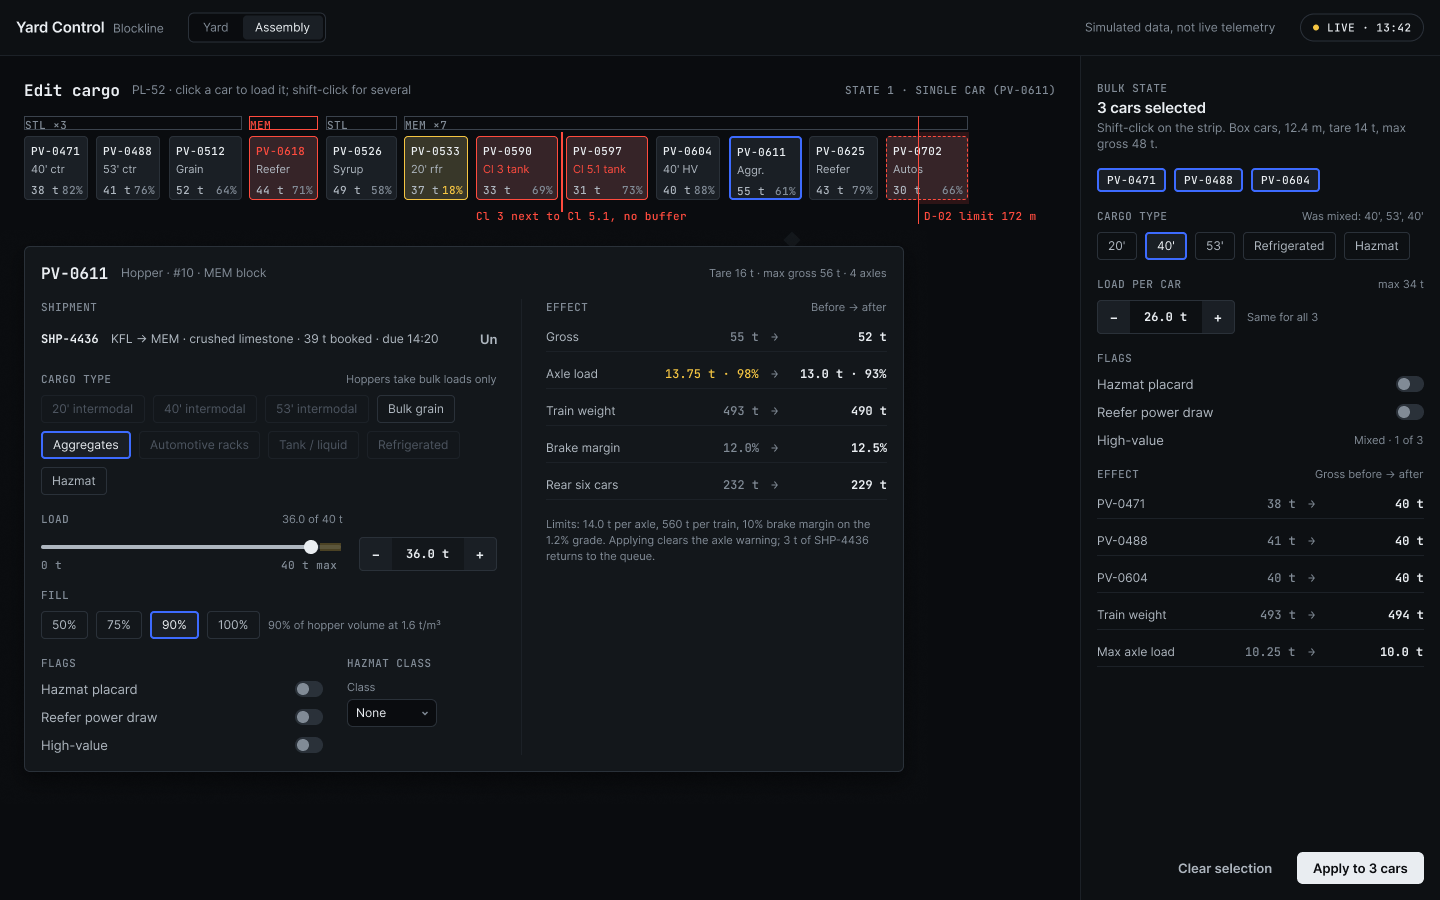 Yard Control Blockline Yard Assembly Simulated data, not live telemetry LIVE · 13:42
Edit cargo PL-52 · click a car to load it; shift-click for several STATE 1 · SINGLE CAR (PV-0611)
STL ×3 MEM STL MEM ×7
PV-0471 PV-0488 PV-0512 PV-0618 PV-0526 PV-0533 PV-0590 PV-0597 PV-0604 PV-0611 PV-0625 PV-0702
40' ctr 53' ctr Grain Reefer Syrup 20' rfr Cl 3 tank Cl 5.1 tank 40' HV Aggr. Reefer Autos
38 t 82% 41 t 76% 52 t 64% 44 t 71% 49 t 58% 37 t 18% 33 t 69% 31 t 73% 40 t 88% 55 t 61% 43 t 79% 30 t 66%
Cl 3 next to Cl 5.1, no buffer D-02 limit 172 m
PV-0611 Hopper · #10 · MEM block Tare 16 t · max gross 56 t · 4 axles
SHIPMENT
SHP-4436 KFL → MEM · crushed limestone · 39 t booked · due 14:20 Un
CARGO TYPE Hoppers take bulk loads only
20' intermodal 40' intermodal 53' intermodal Bulk grain
Aggregates Automotive racks Tank / liquid Refrigerated
Hazmat
LOAD 36.0 of 40 t
− 36.0 t +
0 t 40 t max
FILL
50% 75% 90% 100% 90% of hopper volume at 1.6 t/m³
FLAGS HAZMAT CLASS
Hazmat placard Class
Reefer power draw None
High-value
EFFECT Before → after
Gross 55 t → 52 t
Axle load 13.75 t · 98% → 13.0 t · 93%
Train weight 493 t → 490 t
Brake margin 12.0% → 12.5%
Rear six cars 232 t → 229 t
Limits: 14.0 t per axle, 560 t per train, 10% brake margin on the
1.2% grade. Applying clears the axle warning; 3 t of SHP-4436
returns to the queue.
BULK STATE
3 cars selected
Shift-click on the strip. Box cars, 12.4 m, tare 14 t, max
gross 48 t.
PV-0471 PV-0488 PV-0604
CARGO TYPE Was mixed: 40', 53', 40'
20' 40' 53' Refrigerated Hazmat
LOAD PER CAR max 34 t
− 26.0 t + Same for all 3
FLAGS
Hazmat placard
Reefer power draw
High-value Mixed · 1 of 3
EFFECT Gross before → after
PV-0471 38 t → 40 t
PV-0488 41 t → 40 t
PV-0604 40 t → 40 t
Train weight 493 t → 494 t
Max axle load 10.25 t → 10.0 t
Clear selection Apply to 3 cars